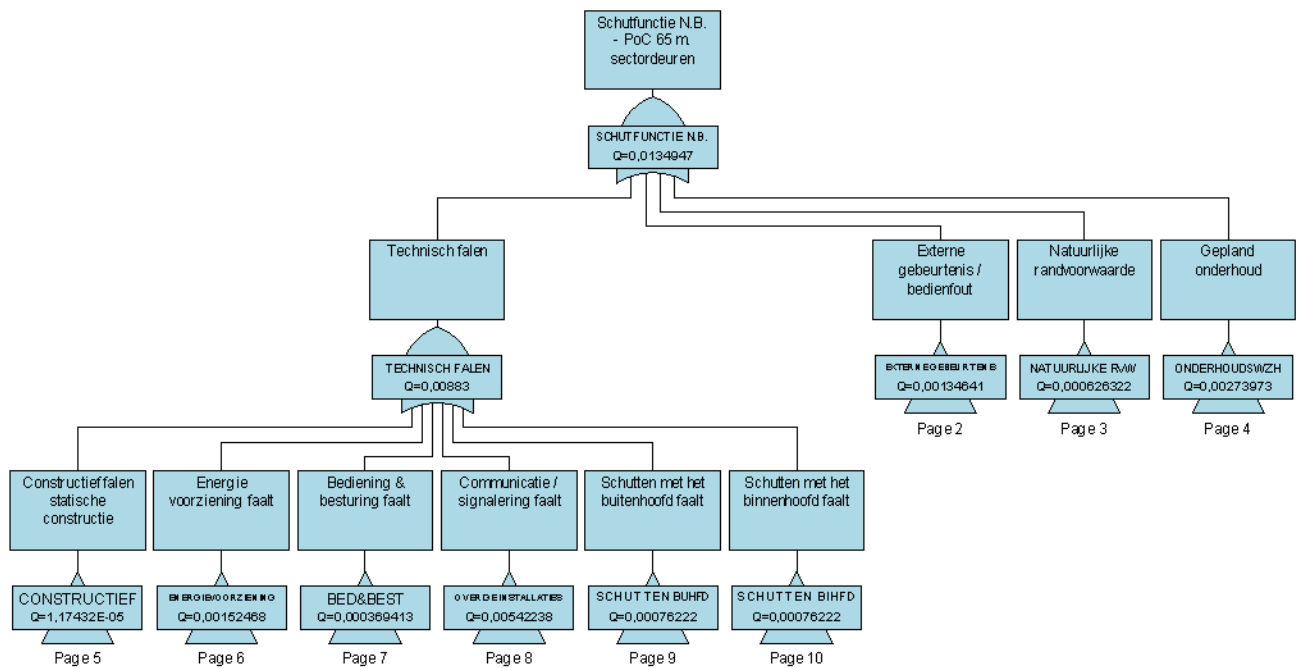 Schutfunctie N.B.
- PoC 65 m.
sectordeuren
SCHUTFUNCTIE N.B.
Q=0,0134947
Technisch falen
Externe
gebeurtenis /
bedienfout
Natuurlijke
randvoorwaarde
Gepland
onderhoud
TECHNISCH FALEN
Q=0,00883
EXTERNE GEBEURTENIS
Q=0,00134641
NATUURLIJKE RVW
Q=0,000626322
ONDERHOUDSWZH
Q=0,00273973
Page 2
Page 3
Page 4
Constructief falen
statische
constructie
Energie
voorziening faalt
Bediening &
besturing faalt
Communicatie /
signalering faalt
Schutten met het
buitenhoofd faalt
Schutten met het
binnenhoofd faalt
CONSTRUCTIEF
Q=1,17432E-05
ENERGIEVOORZIENING
Q=0,00152468
BED&BEST
Q=0,000369413
OVERIGE INSTALLATIES
Q=0,00542238
SCHUTTEN BUHFD
Q=0,00076222
SCHUTTEN BIHFD
Q=0,00076222
Page 5
Page 6
Page 7
Page 8
Page 9
Page 10